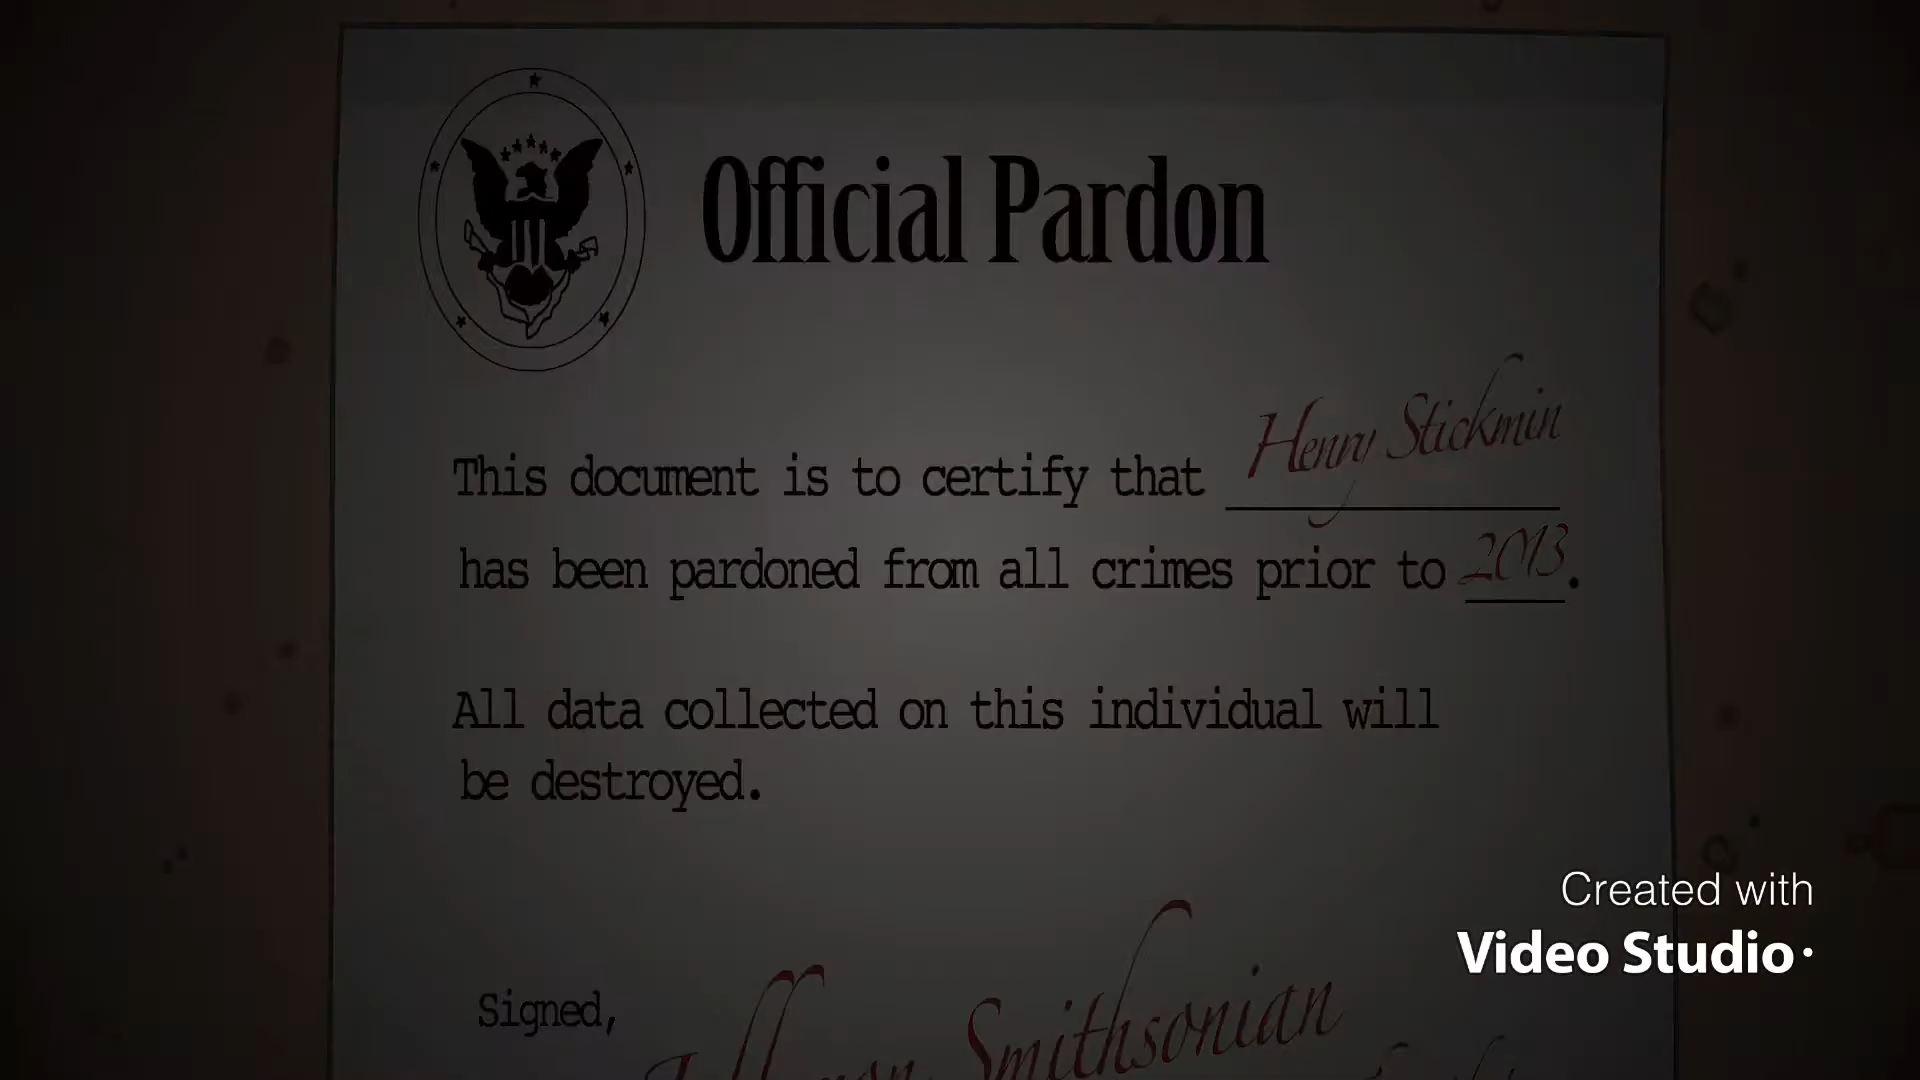 Official Pardon
This document is to certify that Henry Stickmin
has been pardoned from all crimes prior to 2013.
All data collected on this individual will
be destroyed.
Signed,
Smithsonian
Created with
Video Studio